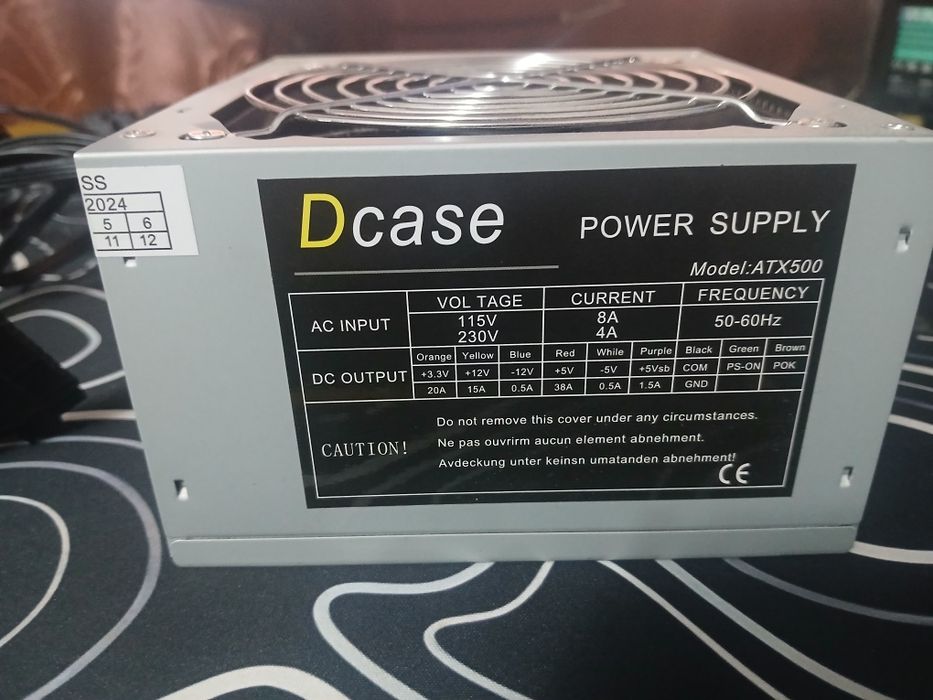 SS
2024
5 6
11 12
Dcase
POWER SUPPLY
Model:ATX500
AC INPUT
VOL TAGE CURRENT FREQUENCY
115V 8A 50-60Hz
230V 4A
DC OUTPUT
Orange Yellow Blue Red While Purple Black Green Brown
+3.3V +12V -12V +5V -5V +5Vsb COM PS-ON POK
20A 15A 0.5A 38A 0.5A 1.5A GND
CAUTION!
Do not remove this cover under any circumstances.
Ne pas ouvrirm aucun element abnehment.
Avdeckung unter keinsn umatanden abnehment!
CE